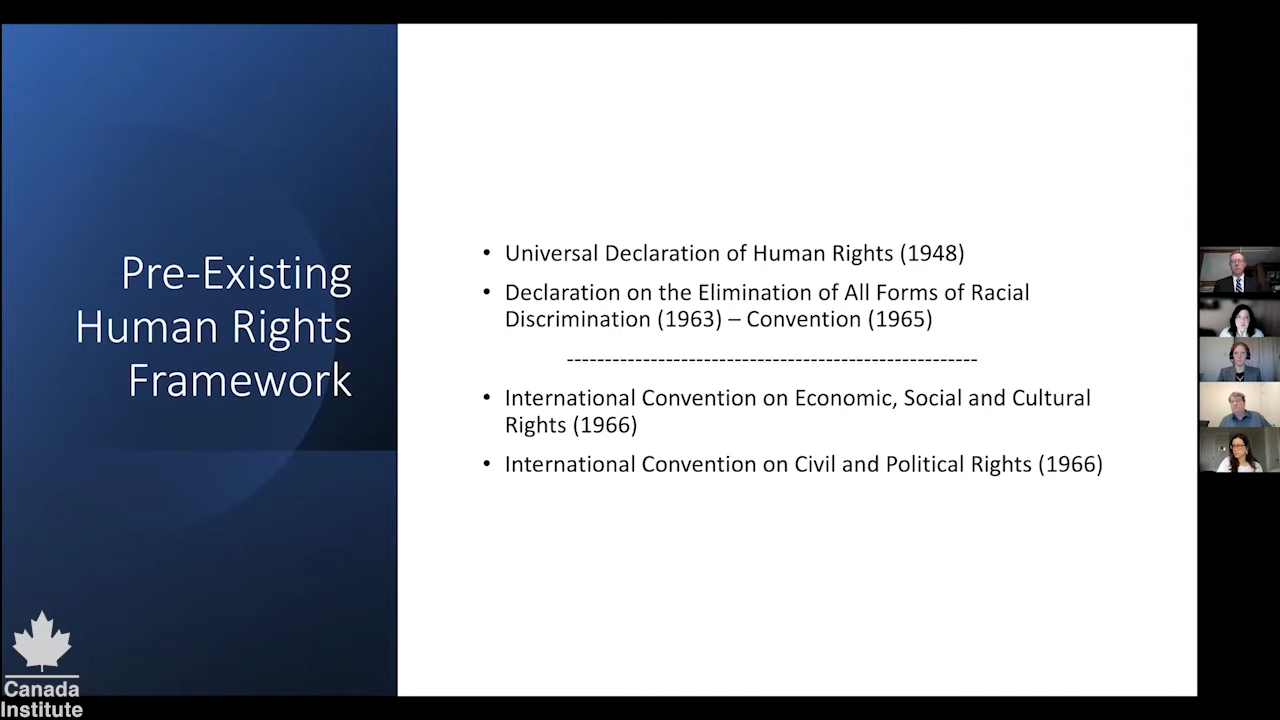 Pre-Existing
Human Rights
Framework
• Universal Declaration of Human Rights (1948)
• Declaration on the Elimination of All Forms of Racial
Discrimination (1963) – Convention (1965)
------------------------------------------------------
• International Convention on Economic, Social and Cultural
Rights (1966)
• International Convention on Civil and Political Rights (1966)
Canada
Institute